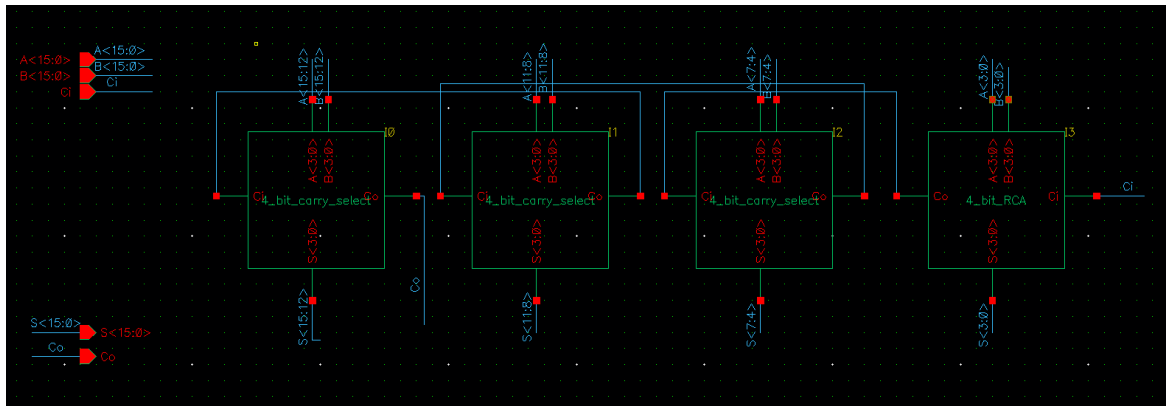 A<15:0> A<15:0>
B<15:0> B<15:0>
Ci Ci
A<15:12> B<15:12> A<11:8> B<11:8> A<7:4> B<7:4> A<3:0> B<3:0>
I0 I1 I2 I3
A<3:0> B<3:0> A<3:0> B<3:0> A<3:0> B<3:0> A<3:0> B<3:0>
Ci Co Ci Co Ci Co Co Ci Ci
4_bit_carry_select 4_bit_carry_select 4_bit_carry_select 4_bit_RCA
S<3:0> S<3:0> S<3:0> S<3:0>
Co
S<15:12> S<11:8> S<7:4> S<3:0>
S<15:0> S<15:0>
Co Co